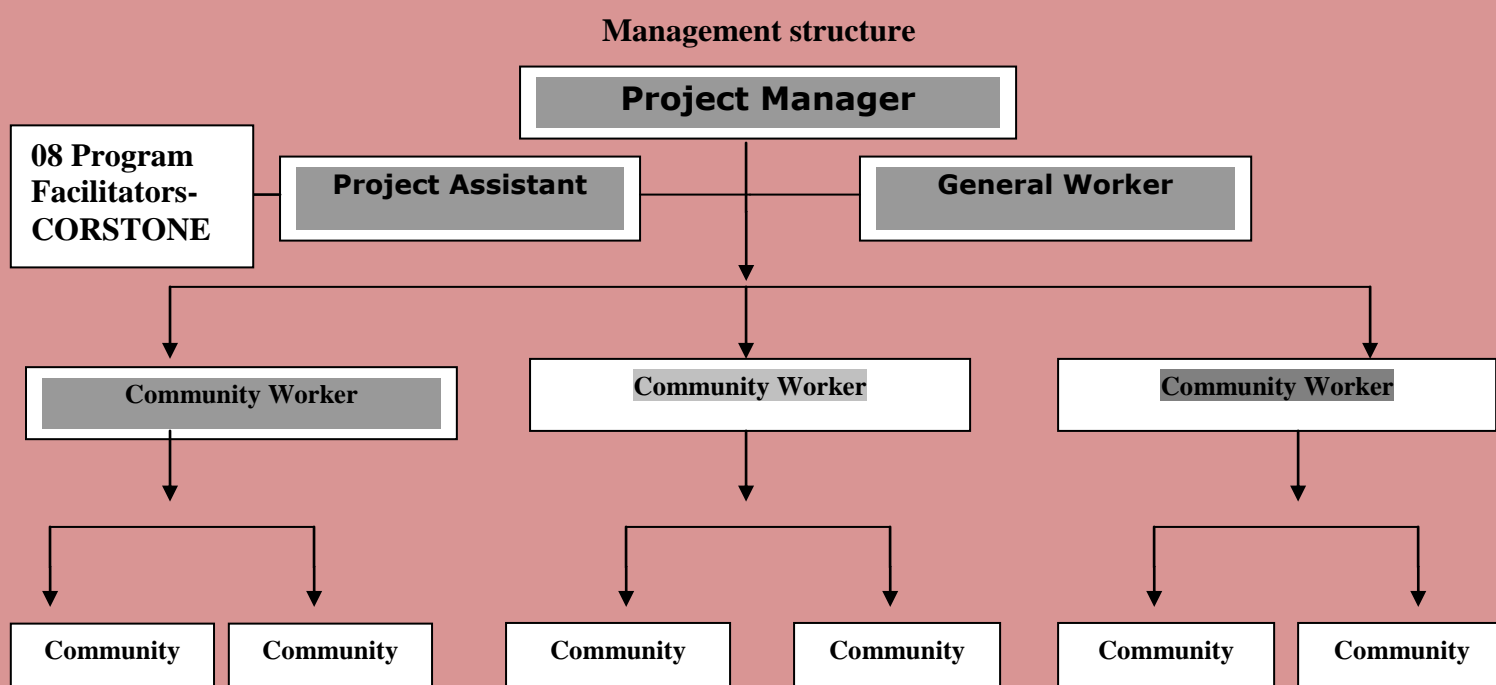 Management structure
Project Manager
08 Program
Facilitators-
CORSTONE
Project Assistant
General Worker
Community Worker
Community Worker
Community Worker
Community
Community
Community
Community
Community
Community